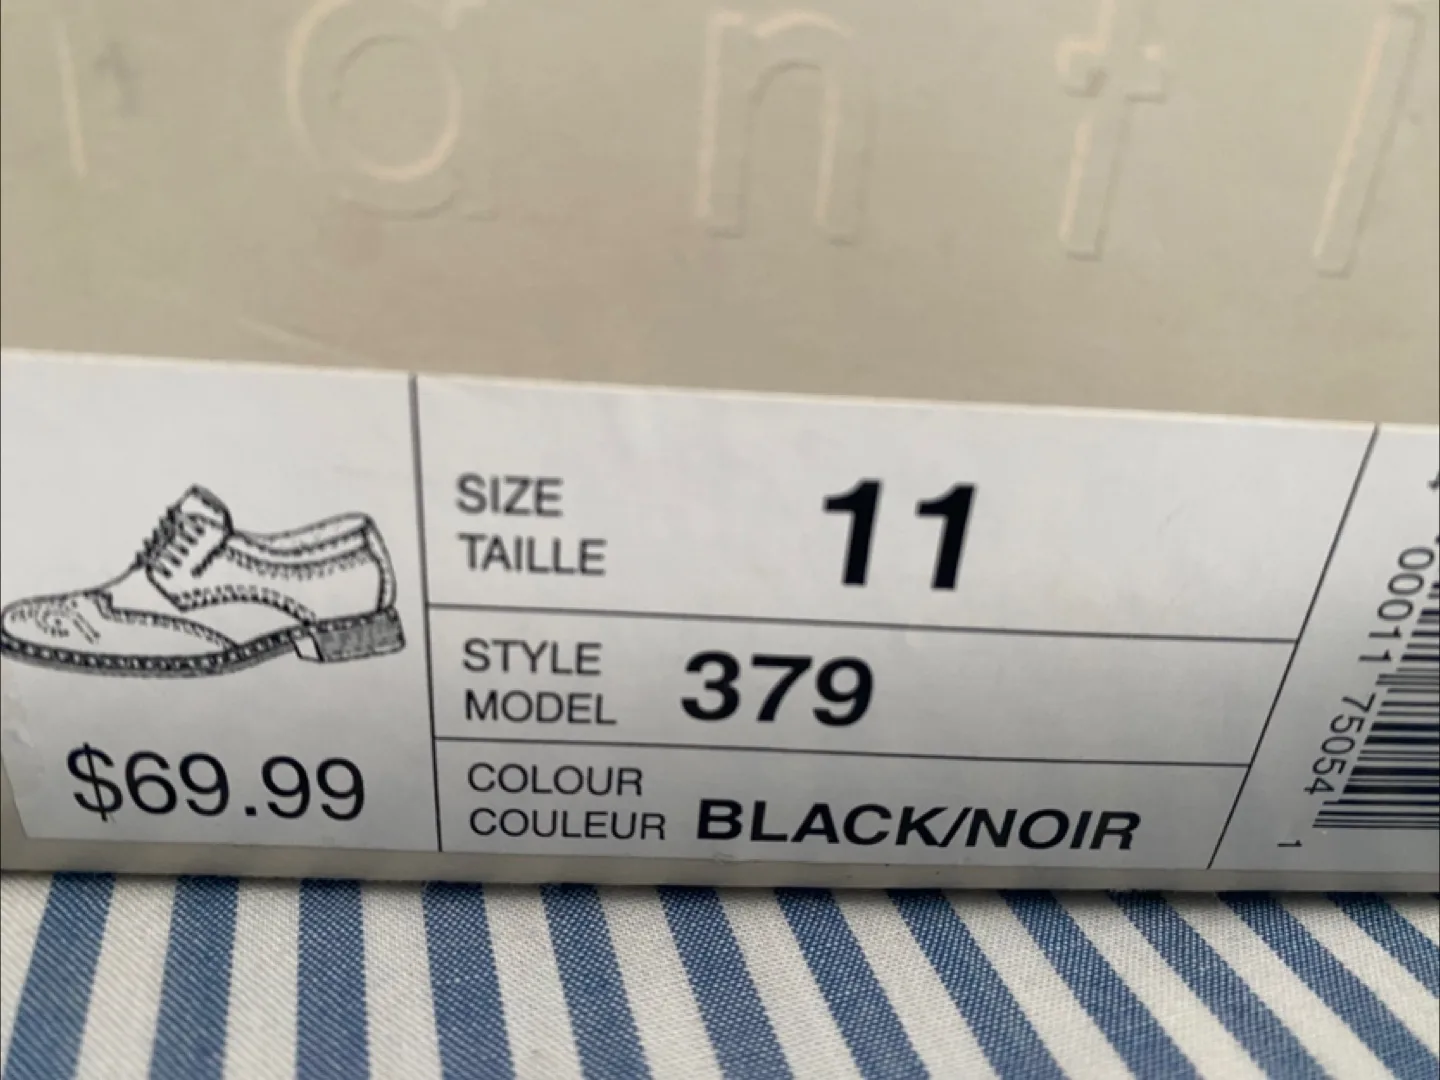 SIZE
TAILLE
11
STYLE
MODEL
379
COLOUR
COULEUR
BLACK/NOIR
$69.99
00011 75054
1